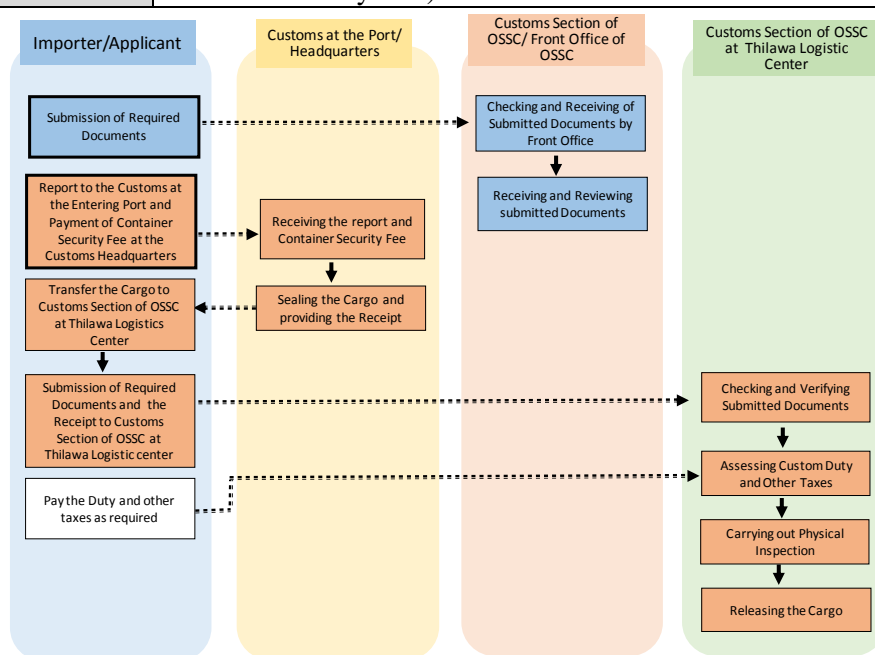 Importer/Applicant
Customs at the Port/
Headquarters
Customs Section of
OSSC/ Front Office of
OSSC
Customs Section of OSSC
at Thilawa Logistic
Center
Submission of Required
Documents
Checking and Receiving of
Submitted Documents by
Front Office
Receiving and Reviewing
submitted Documents
Report to the Customs at
the Entering Port and
Payment of Container
Security Fee at the
Customs Headquarters
Receiving the report and
Container Security Fee
Sealing the Cargo and
providing the Receipt
Transfer the Cargo to
Customs Section of OSSC
at Thilawa Logistics
Center
Submission of Required
Documents and the
Receipt to Customs
Section of OSSC at
Thilawa Logistic center
Checking and Verifying
Submitted Documents
Assessing Custom Duty
and Other Taxes
Pay the Duty and other
taxes as required
Carrying out Physical
Inspection
Releasing the Cargo